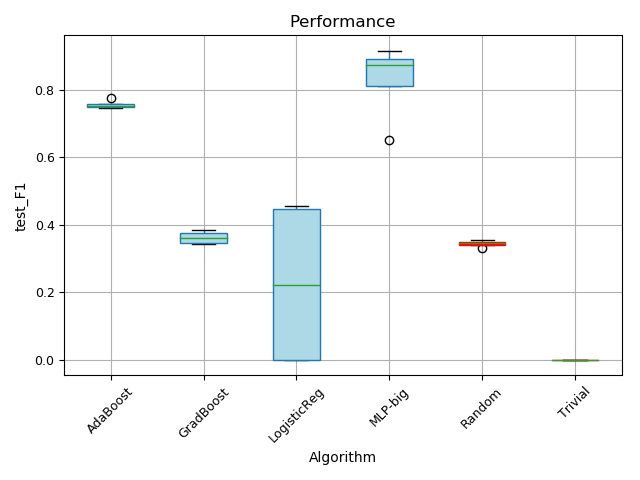 Performance
test_F1
0.8
0.6
0.4
0.2
0.0
AdaBoost
GradBoost
LogisticReg
MLP-big
Random
Trivial
Algorithm